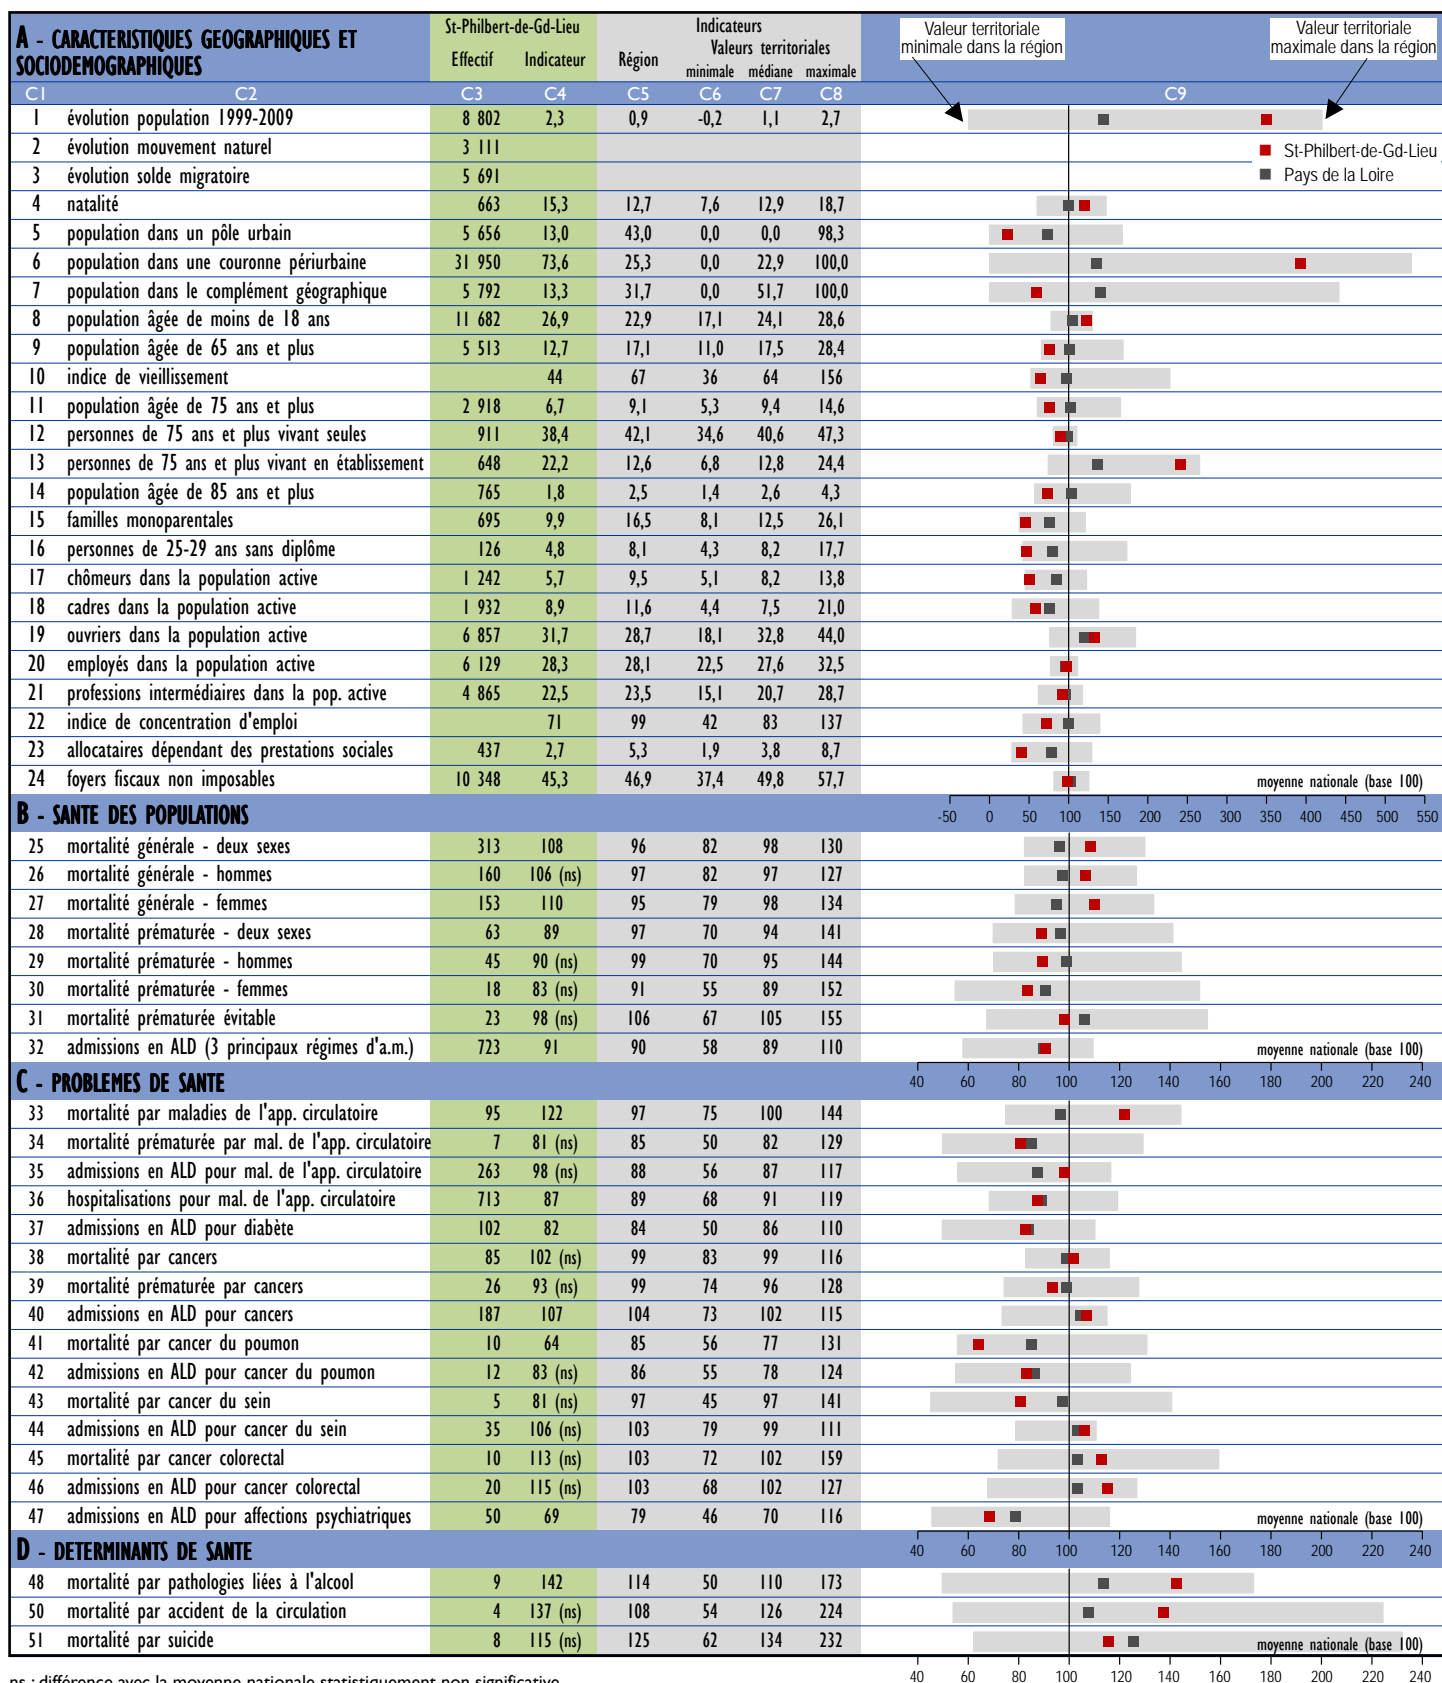 A - CARACTERISTIQUES GEOGRAPHIQUES ET SOCIODEMOGRAPHIQUES
St-Philbert-de-Gd-Lieu
Effectif Indicateur
Indicateurs
Région Valeurs territoriales
minimale médiane maxmale
Valeur territoriale minimale dans la région
Valeur territoriale maximale dans la région
C1 C2 C3 C4 C5 C6 C7 C8 C9
1 évolution population 1999-2009 8 802 2,3 0,9 -0,2 1,1 2,7
2 évolution mouvement naturel 3 111
St-Philbert-de-Gd-Lieu
3 évolution solde migratoire 5 691
Pays de la Loire
4 natalité 663 15,3 12,7 7,6 12,9 18,7
5 population dans un pôle urbain 5 656 13,0 43,0 0,0 0,0 98,3
6 population dans une couronne périurbaine 31 950 73,6 25,3 0,0 22,9 100,0
7 population dans le complément géographique 5 792 13,3 31,7 0,0 51,7 100,0
8 population âgée de moins de 18 ans 11 682 26,9 22,9 17,1 24,1 28,6
9 population âgée de 65 ans et plus 5 513 12,7 17,1 11,0 17,5 28,4
10 indice de vieillissement 44 67 36 64 156
11 population âgée de 75 ans et plus 2 918 6,7 9,1 5,3 9,4 14,6
12 personnes de 75 ans et plus vivant seules 911 38,4 42,1 34,6 40,6 47,3
13 personnes de 75 ans et plus vivant en établissement 648 22,2 12,6 6,8 12,8 24,4
14 population âgée de 85 ans et plus 765 1,8 2,5 1,4 2,6 4,3
15 familles monoparentales 695 9,9 16,5 8,1 12,5 26,1
16 personnes de 25-29 ans sans diplôme 126 4,8 8,1 4,3 8,2 17,7
17 chômeurs dans la population active 1 242 5,7 9,5 5,1 8,2 13,8
18 cadres dans la population active 1 932 8,9 11,6 4,4 7,5 21,0
19 ouvriers dans la population active 6 857 31,7 28,7 18,1 32,8 44,0
20 employés dans la population active 6 129 28,3 28,1 22,5 27,6 32,5
21 professions intermédiaires dans la pop. active 4 865 22,5 23,5 15,1 20,7 28,7
22 indice de concentration d'emploi 71 99 42 83 137
23 allocataires dépendant des prestations sociales 437 2,7 5,3 1,9 3,8 8,7
24 foyers fiscaux non imposables 10 348 45,3 46,9 37,4 49,8 57,7 moyenne nationale (base 100)
B - SANTE DES POPULATIONS -50 0 50 100 150 200 250 300 350 400 450 500 550
25 mortalité générale - deux sexes 313 108 96 82 98 130
26 mortalité générale - hommes 160 106 (ns) 97 82 97 127
27 mortalité générale - femmes 153 110 95 79 98 134
28 mortalité prématurée - deux sexes 63 89 97 70 94 141
29 mortalité prématurée - hommes 45 90 (ns) 99 70 95 144
30 mortalité prématurée - femmes 18 83 (ns) 91 55 89 152
31 mortalité prématurée évitable 23 98 (ns) 106 67 105 155
32 admissions en ALD (3 principaux régimes d'a.m.) 723 91 90 58 89 110 moyenne nationale (base 100)
C - PROBLEMES DE SANTE 40 60 80 100 120 140 160 180 200 220 240
33 mortalité par maladies de l'app. circulatoire 95 122 97 75 100 144
34 mortalité prématurée par mal. de l'app. circulatoire 7 81 (ns) 85 50 82 129
35 admissions en ALD pour mal. de l'app. circulatoire 263 98 (ns) 88 56 87 117
36 hospitalisations pour mal. de l'app. circulatoire 713 87 89 68 91 119
37 admissions en ALD pour diabète 102 82 84 50 86 110
38 mortalité par cancers 85 102 (ns) 99 83 99 116
39 mortalité prématurée par cancers 26 93 (ns) 99 74 96 128
40 admissions en ALD pour cancers 187 107 104 73 102 115
41 mortalité par cancer du poumon 10 64 85 56 77 131
42 admissions en ALD pour cancer du poumon 12 83 (ns) 86 55 78 124
43 mortalité par cancer du sein 5 81 (ns) 97 45 97 141
44 admissions en ALD pour cancer du sein 35 106 (ns) 103 79 99 111
45 mortalité par cancer colorectal 10 113 (ns) 103 72 102 159
46 admissions en ALD pour cancer colorectal 20 115 (ns) 103 68 102 127
47 admissions en ALD pour affections psychiatriques 50 69 79 46 70 116 moyenne nationale (base 100)
D - DETERMINANTS DE SANTE 40 60 80 100 120 140 160 180 200 220 240
48 mortalité par pathologies liées à l'alcool 9 142 114 50 110 173
50 mortalité par accident de la circulation 4 137 (ns) 108 54 126 224
51 mortalité par suicide 8 115 (ns) 125 62 134 232 moyenne nationale (base 100)
40 60 80 100 120 140 160 180 200 220 240
ns : différence avec la moyenne nationale statistiquement non significative